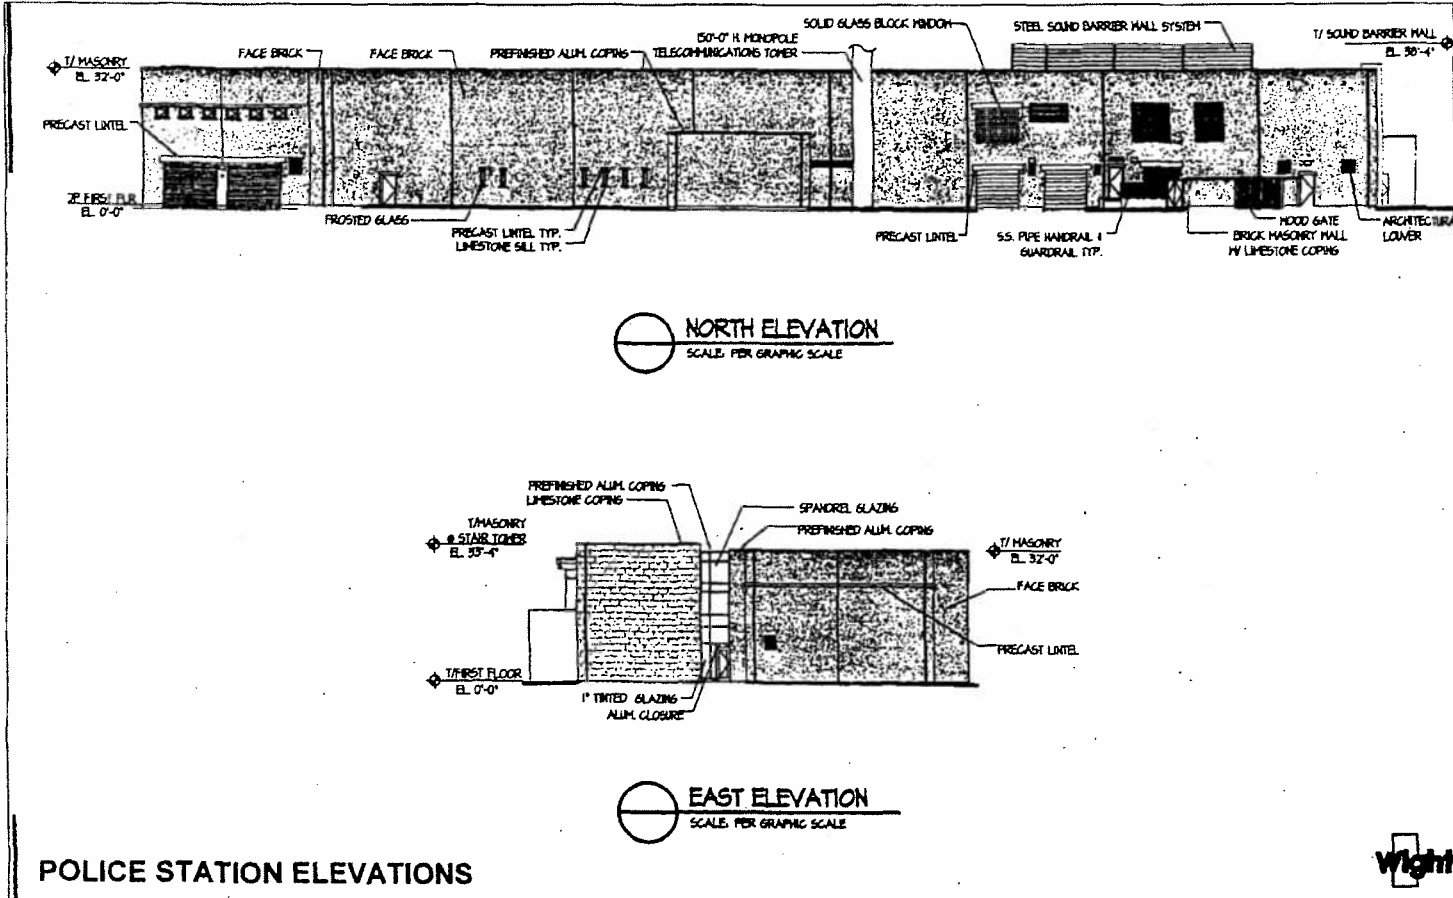 SOLID GLASS BLOCK WINDOW
STEEL SOUND BARRIER WALL SYSTEM
T/ SOUND BARRIER WALL
EL. 38'-4"
150'-0" H. MONOPOLE
TELECOMMUNICATIONS TOWER
FACE BRICK
FACE BRICK
PREFINISHED ALUM. COPING
T/ MASONRY
EL. 32'-0"
PRECAST LINTEL
EL. 0'-0"
FROSTED GLASS
PRECAST LINTEL TYP.
LIMESTONE SILL TYP.
PRECAST LINTEL
S.S. PIPE HANDRAIL &
GUARDRAIL TYP.
WOOD GATE
BRICK MASONRY WALL
W/ LIMESTONE COPING
ARCHITECTURA
LOUVER
NORTH ELEVATION
SCALE: PER GRAPHIC SCALE
PREFINISHED ALUM. COPING
LIMESTONE COPING
SPANDREL GLAZING
PREFINISHED ALUM. COPING
T/MASONRY
@ STAIR TOWER
EL. 33'-4"
T/ MASONRY
EL. 32'-0"
FACE BRICK
PRECAST LINTEL
T/FIRST FLOOR
EL. 0'-0"
1" TINTED GLAZING
ALUM. CLOSURE
EAST ELEVATION
SCALE: PER GRAPHIC SCALE
POLICE STATION ELEVATIONS
Wight